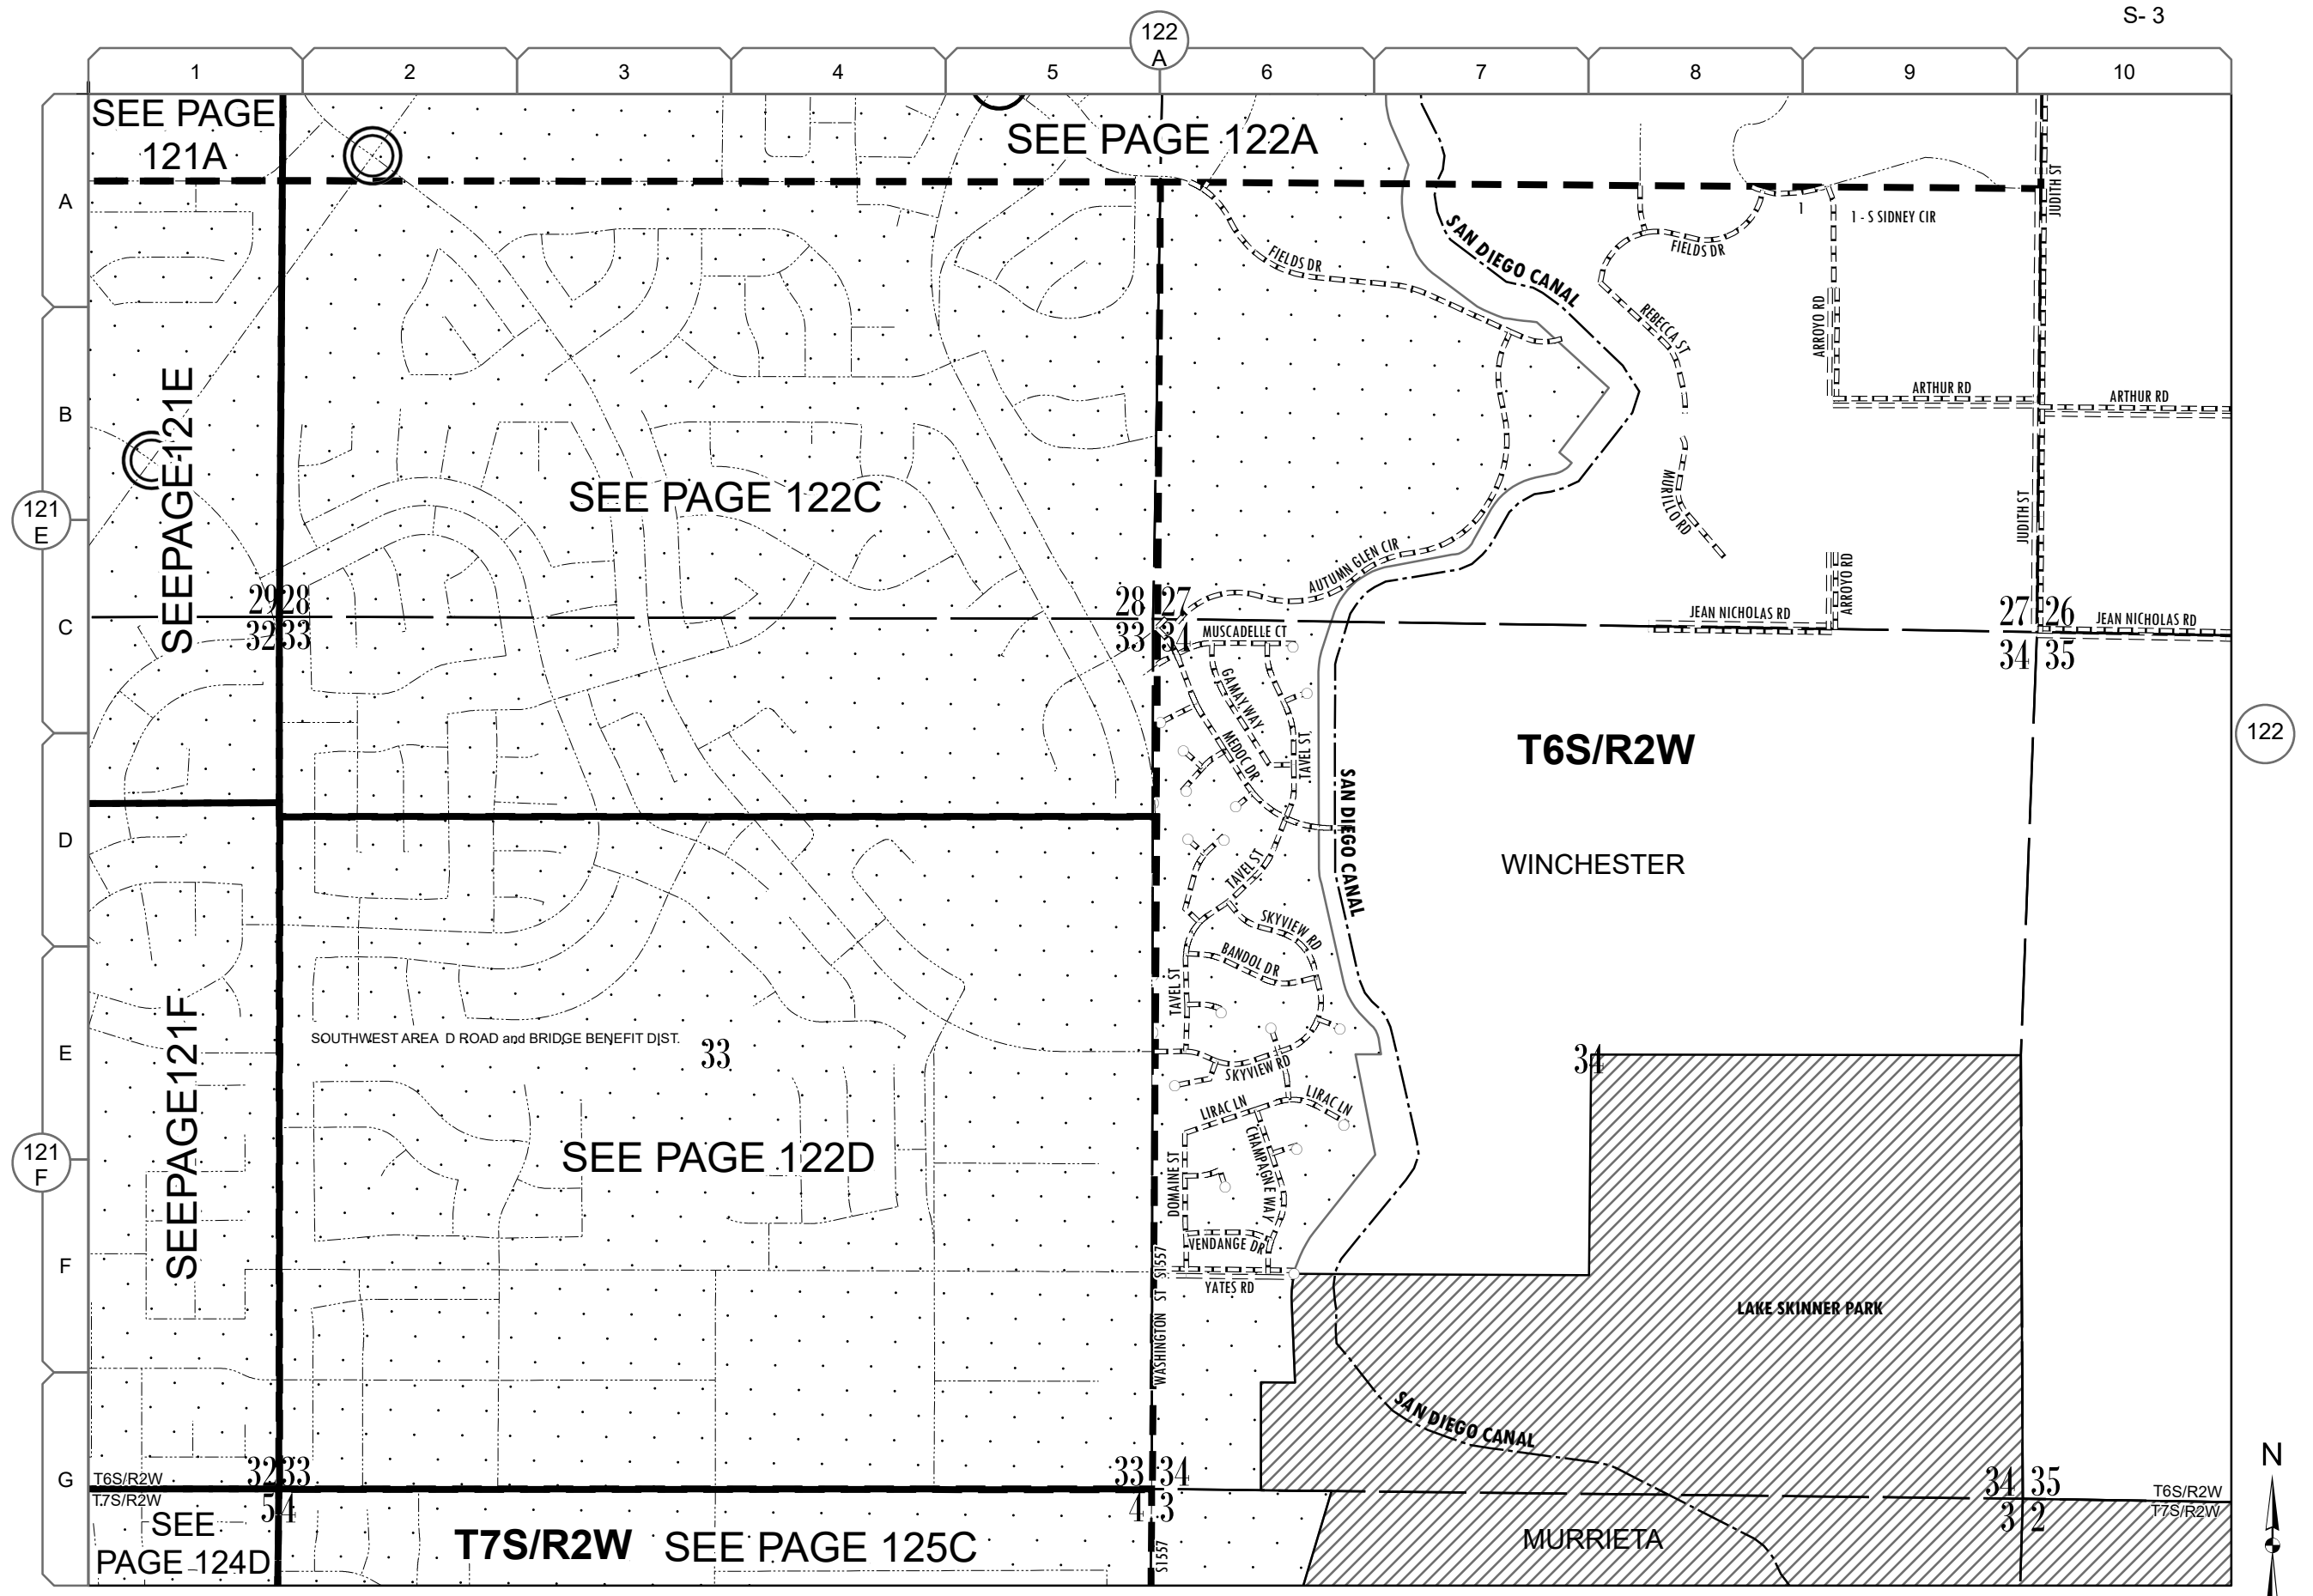 S- 3
122
A
1
2
3
4
5
6
7
8
9
10
SEE PAGE
121A
SEE PAGE 122A
A
B
C
D
E
F
G
JUDITH ST
1
1 - S SIDNEY CIR
FIELDS DR
SAN DIEGO CANAL
FIELDS DR
REBECCA ST
ARROYO RD
ARTHUR RD
ARTHUR RD
SEEPAGE121E
SEE PAGE 122C
121
E
MURILLO RD
JUDITH ST
AUTUMN GLEN CIR
ARROYO RD
29 28
32 33
28 27
33 34
JEAN NICHOLAS RD
27 26
34 35
JEAN NICHOLAS RD
MUSCADELLE CT
GAMAY WAY
MEDOC DR
TAVEL ST
SAN DIEGO CANAL
T6S/R2W
122
WINCHESTER
TAVEL ST
SKYVIEW RD
BANDOL DR
TAVEL ST
SEEPAGE121F
SOUTHWEST AREA D ROAD and BRIDGE BENEFIT DIST.
33
34
SKYVIEW RD
LIRAC LN
LIRAC LN
CHAMPAGNE WAY
DOMAINE ST
121
F
SEE PAGE 122D
VENDANGE DR
YATES RD
WASHINGTON ST S1557
LAKE SKINNER PARK
SAN DIEGO CANAL
N
T6S/R2W
T7S/R2W
32 33
5 4
33 34
4 3
34 35
3 2
T6S/R2W
T7S/R2W
SEE
PAGE 124D
T7S/R2W
SEE PAGE 125C
S1557
MURRIETA